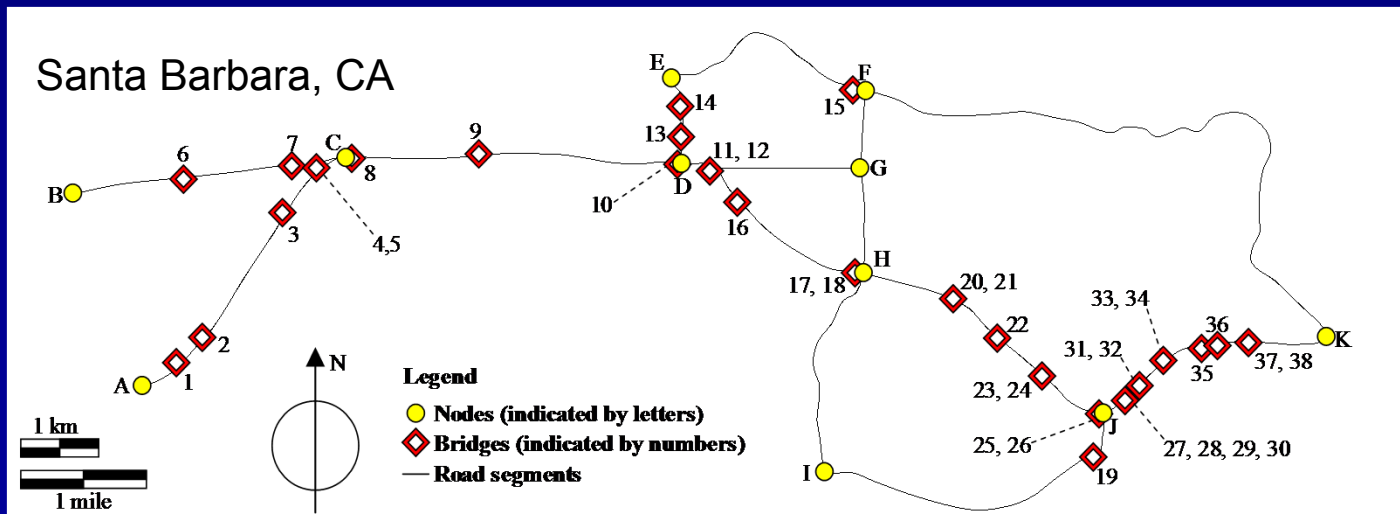 Santa Barbara, CA
E
F
14
15
13
11, 12
9
7
C
6
8
D
G
B
10
16
3
4,5
H
17, 18
20, 21
33, 34
22
36
K
31, 32
2
35
37, 38
A
1
N
Legend
23, 24
J
1 km
Nodes (indicated by letters)
25, 26
27, 28, 29, 30
Bridges (indicated by numbers)
I
19
Road segments
1 mile